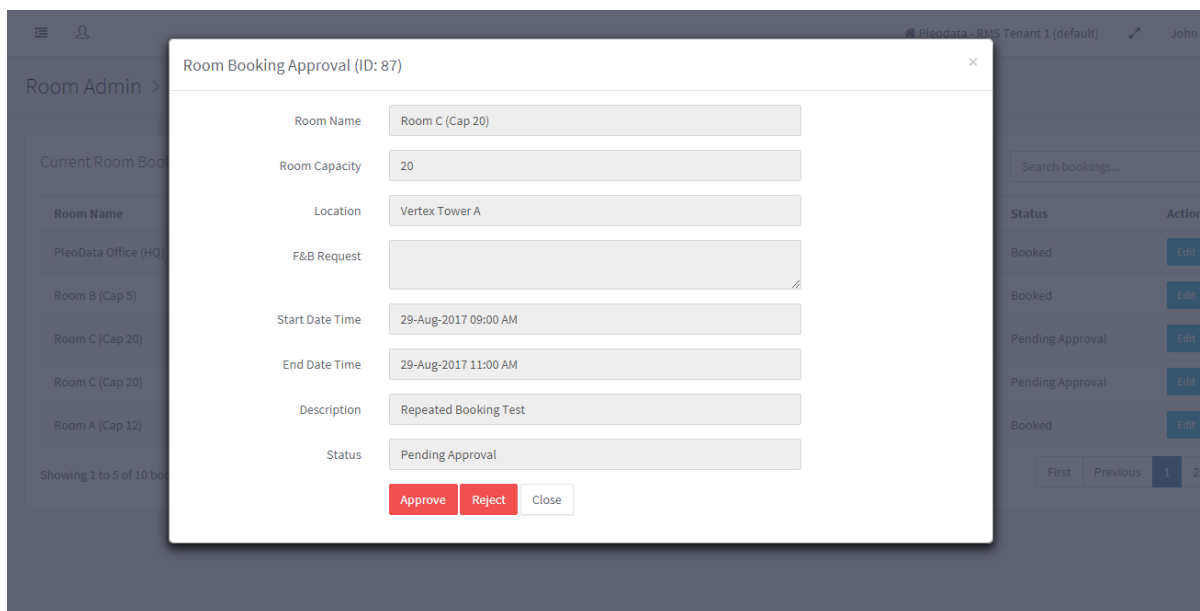 Pleodata - RMS Tenant 1 (default) John
Room Admin >
Room Booking Approval (ID: 87) ×
Room Name Room C (Cap 20)
Room Capacity 20
Location Vertex Tower A
F&B Request
Start Date Time 29-Aug-2017 09:00 AM
End Date Time 29-Aug-2017 11:00 AM
Description Repeated Booking Test
Status Pending Approval
Approve Reject Close
Current Room Boo
Search bookings...
Room Name Status Action
PleoData Office (HQ) Booked Edit
Room B (Cap 5) Booked Edit
Room C (Cap 20) Pending Approval Edit
Room C (Cap 20) Pending Approval Edit
Room A (Cap 12) Booked Edit
Showing 1 to 5 of 10 boo First Previous 1 2